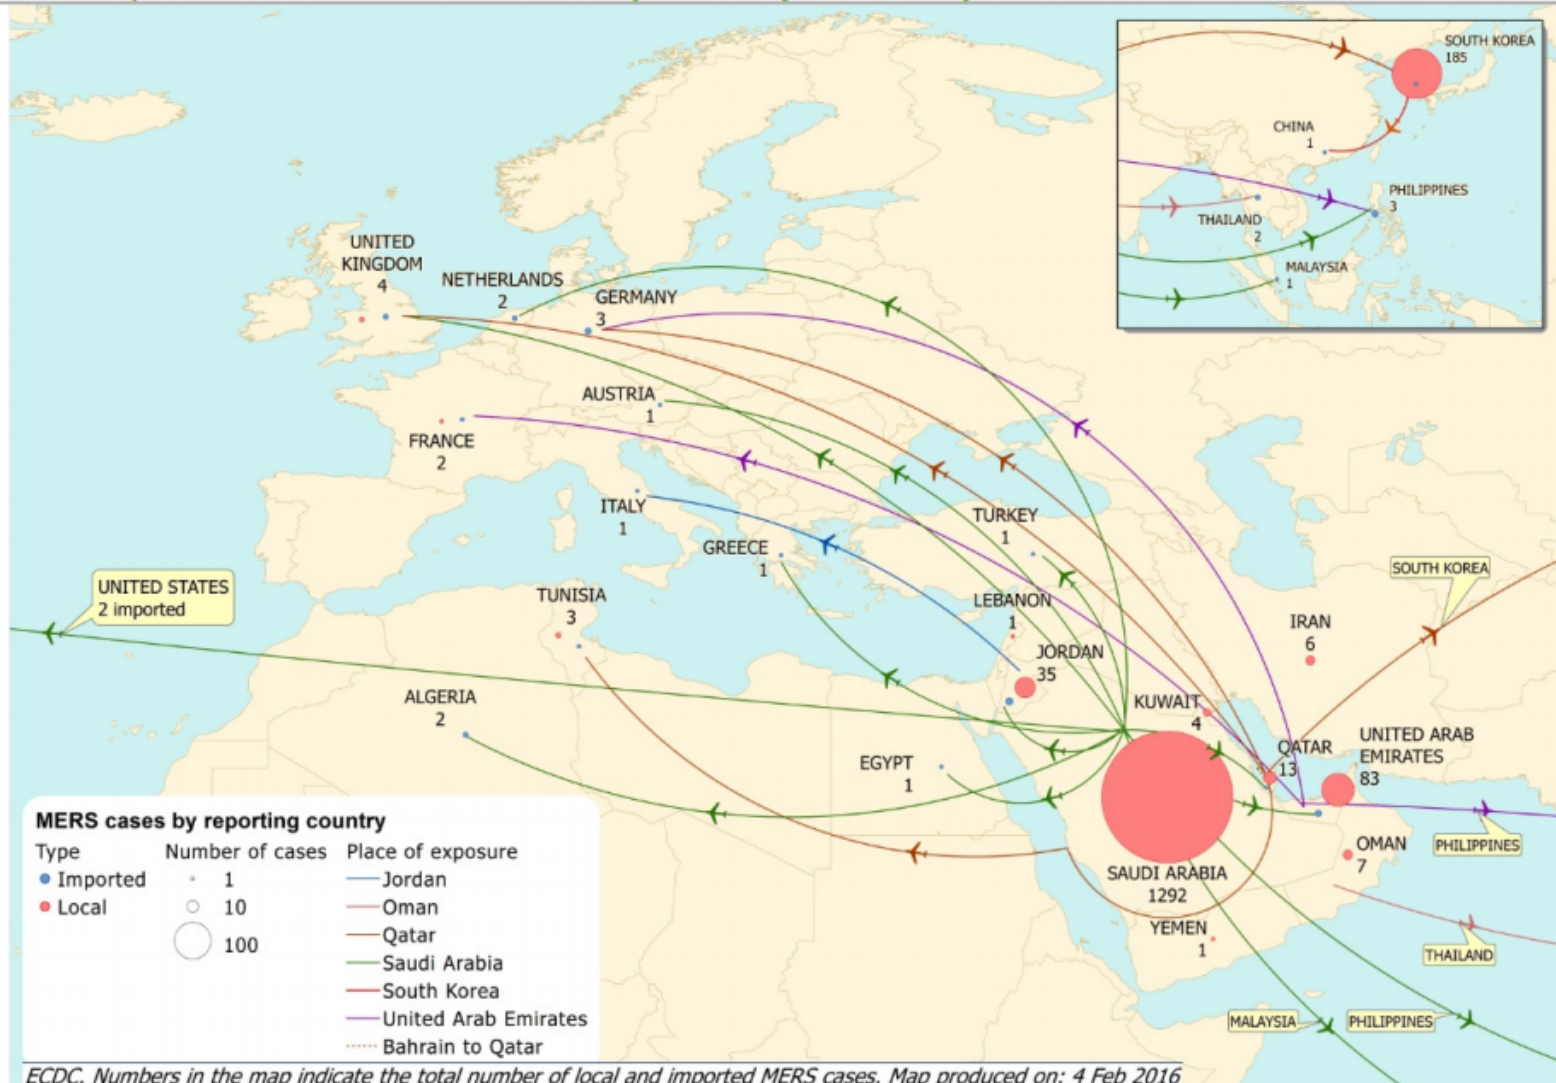 SOUTH KOREA
185
CHINA
1
PHILIPPINES
3
THAILAND
2
MALAYSIA
1
UNITED
KINGDOM
4
NETHERLANDS
2
GERMANY
3
AUSTRIA
1
FRANCE
2
ITALY
1
GREECE
1
TURKEY
1
LEBANON
1
SOUTH KOREA
UNITED STATES
2 imported
TUNISIA
3
IRAN
6
JORDAN
35
ALGERIA
2
KUWAIT
4
EGYPT
1
QATAR
13
UNITED ARAB
EMIRATES
83
PHILIPPINES
OMAN
7
SAUDI ARABIA
1292
YEMEN
1
THAILAND
MALAYSIA
PHILIPPINES
MERS cases by reporting country
Type Number of cases Place of exposure
Imported 1 Jordan
Local 10 Oman
Qatar
100 Saudi Arabia
South Korea
United Arab Emirates
Bahrain to Qatar
ECDC. Numbers in the map indicate the total number of local and imported MERS cases. Map produced on: 4 Feb 2016